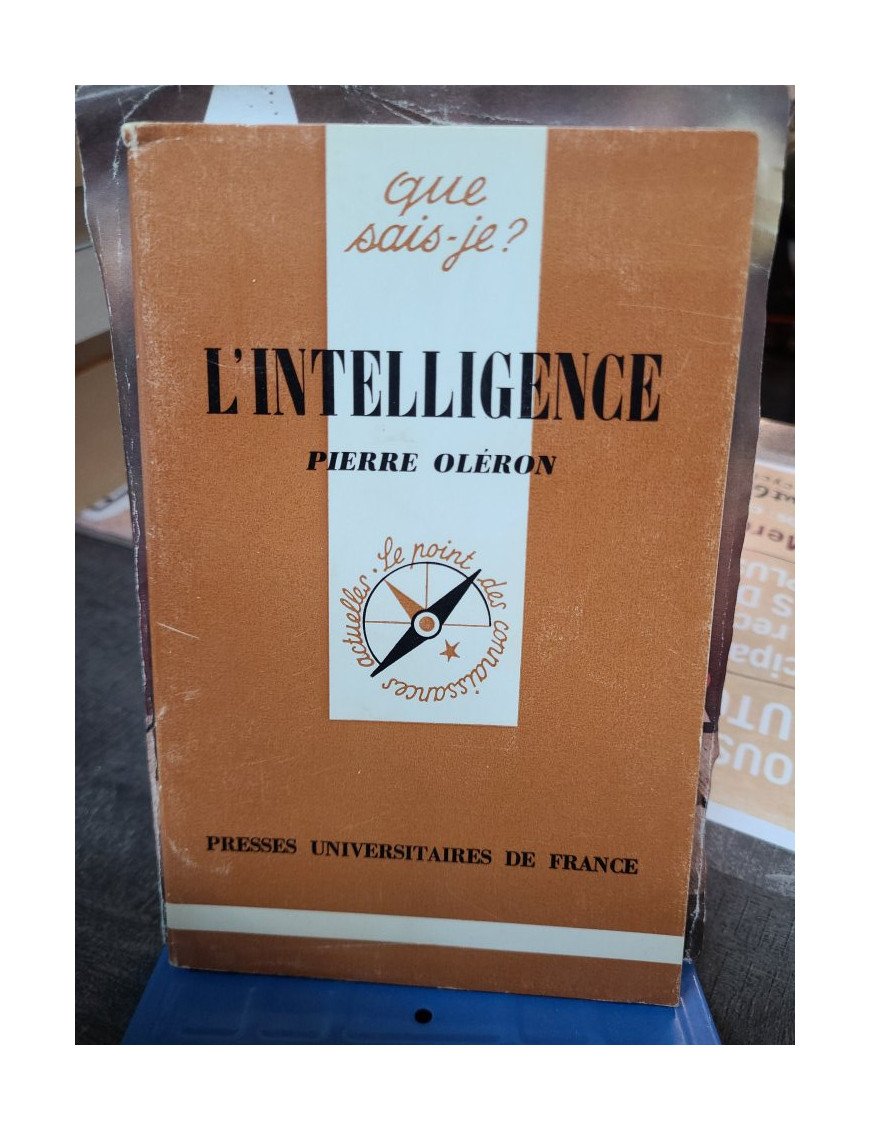 que
sais-je?
L'INTELLIGENCE
PIERRE OLÉRON
Le point des connaissances actuelles.
PRESSES UNIVERSITAIRES DE FRANCE